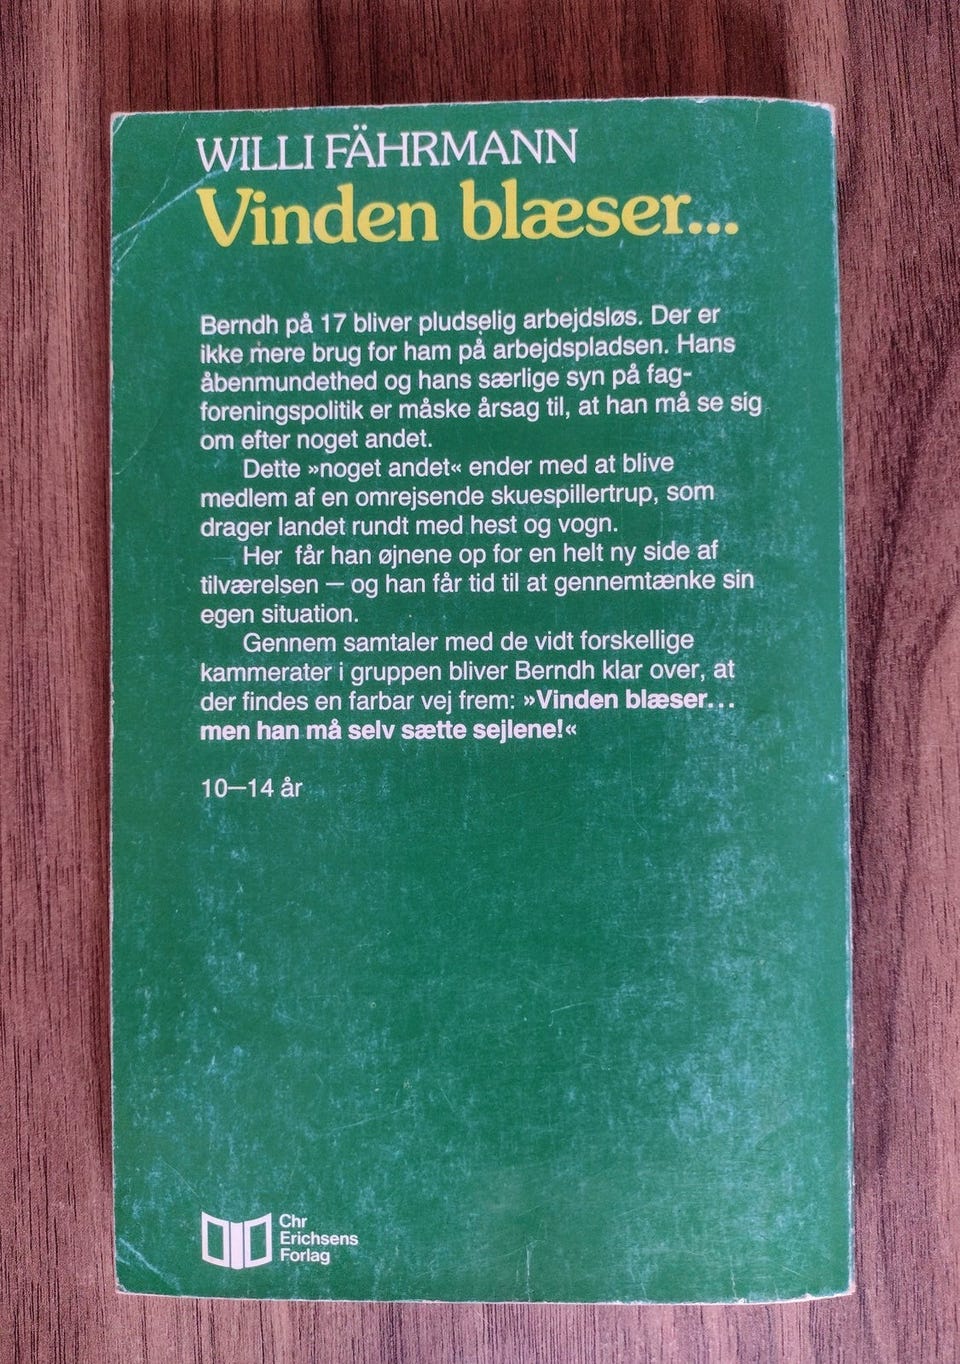 WILLI FÄHRMANN
Vinden blæser...
Berndh på 17 bliver pludselig arbejdsløs. Der er
ikke mere brug for ham på arbejdspladsen. Hans
åbenmundethed og hans særlige syn på fag-
foreningspolitik er måske årsag til, at han må se sig
om efter noget andet.
Dette »noget andet« ender med at blive
medlem af en omrejsende skuespillertrup, som
drager landet rundt med hest og vogn.
Her får han øjnene op for en helt ny side af
tilværelsen — og han får tid til at gennemtænke sin
egen situation.
Gennem samtaler med de vidt forskellige
kammerater i gruppen bliver Berndh klar over, at
der findes en farbar vej frem: »Vinden blæser...
men han må selv sætte sejlene!«
10—14 år
Chr
Erichsens
Forlag